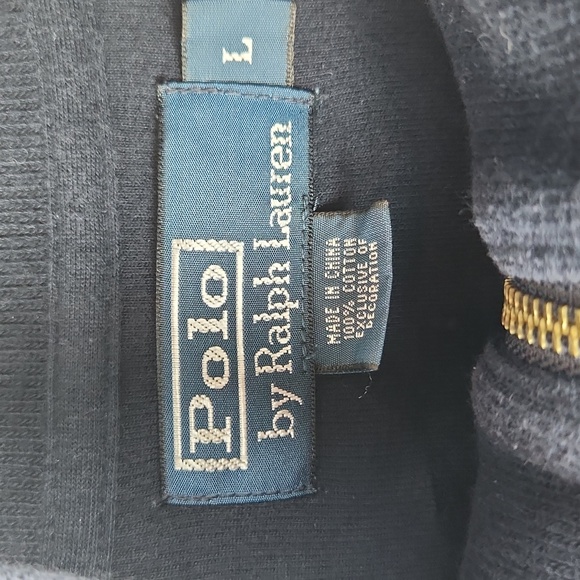 L
Polo
by Ralph Lauren
MADE IN CHINA
100% COTTON
EXCLUSIVE OF
DECORATION